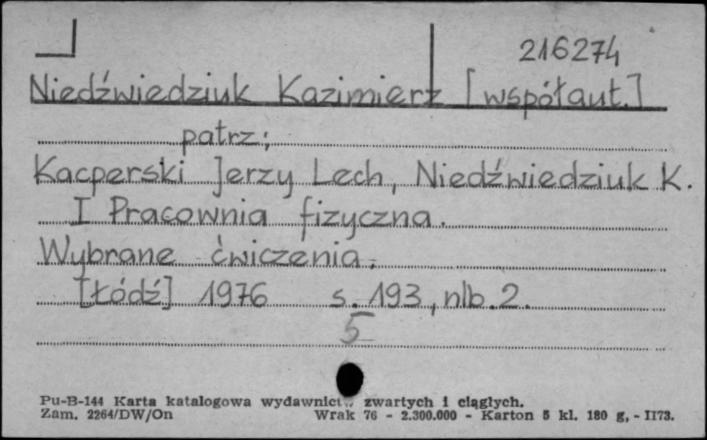 216274
Niedźwiedziuk Kazimierz [współaut.]
patrz:
Kacperski Jerzy Lech, Niedźwiedziuk K.
I Pracownia fizyczna.
Wybrane ćwiczenia.
[Łódź] 1976 s. 193, nlb. 2.
5
Pu-B-144 Karta katalogowa wydawnictw zwartych i ciągłych.
Zam. 2264/DW/On Wrak 76 - 2.300.000 - Karton 5 kl. 180 g, - II73.